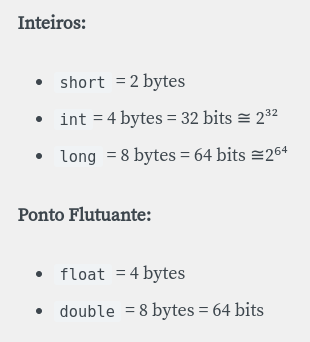 Inteiros:
• short = 2 bytes
• int = 4 bytes = 32 bits ≅ 2³²
• long = 8 bytes = 64 bits ≅2⁶⁴
Ponto Flutuante:
• float = 4 bytes
• double = 8 bytes = 64 bits